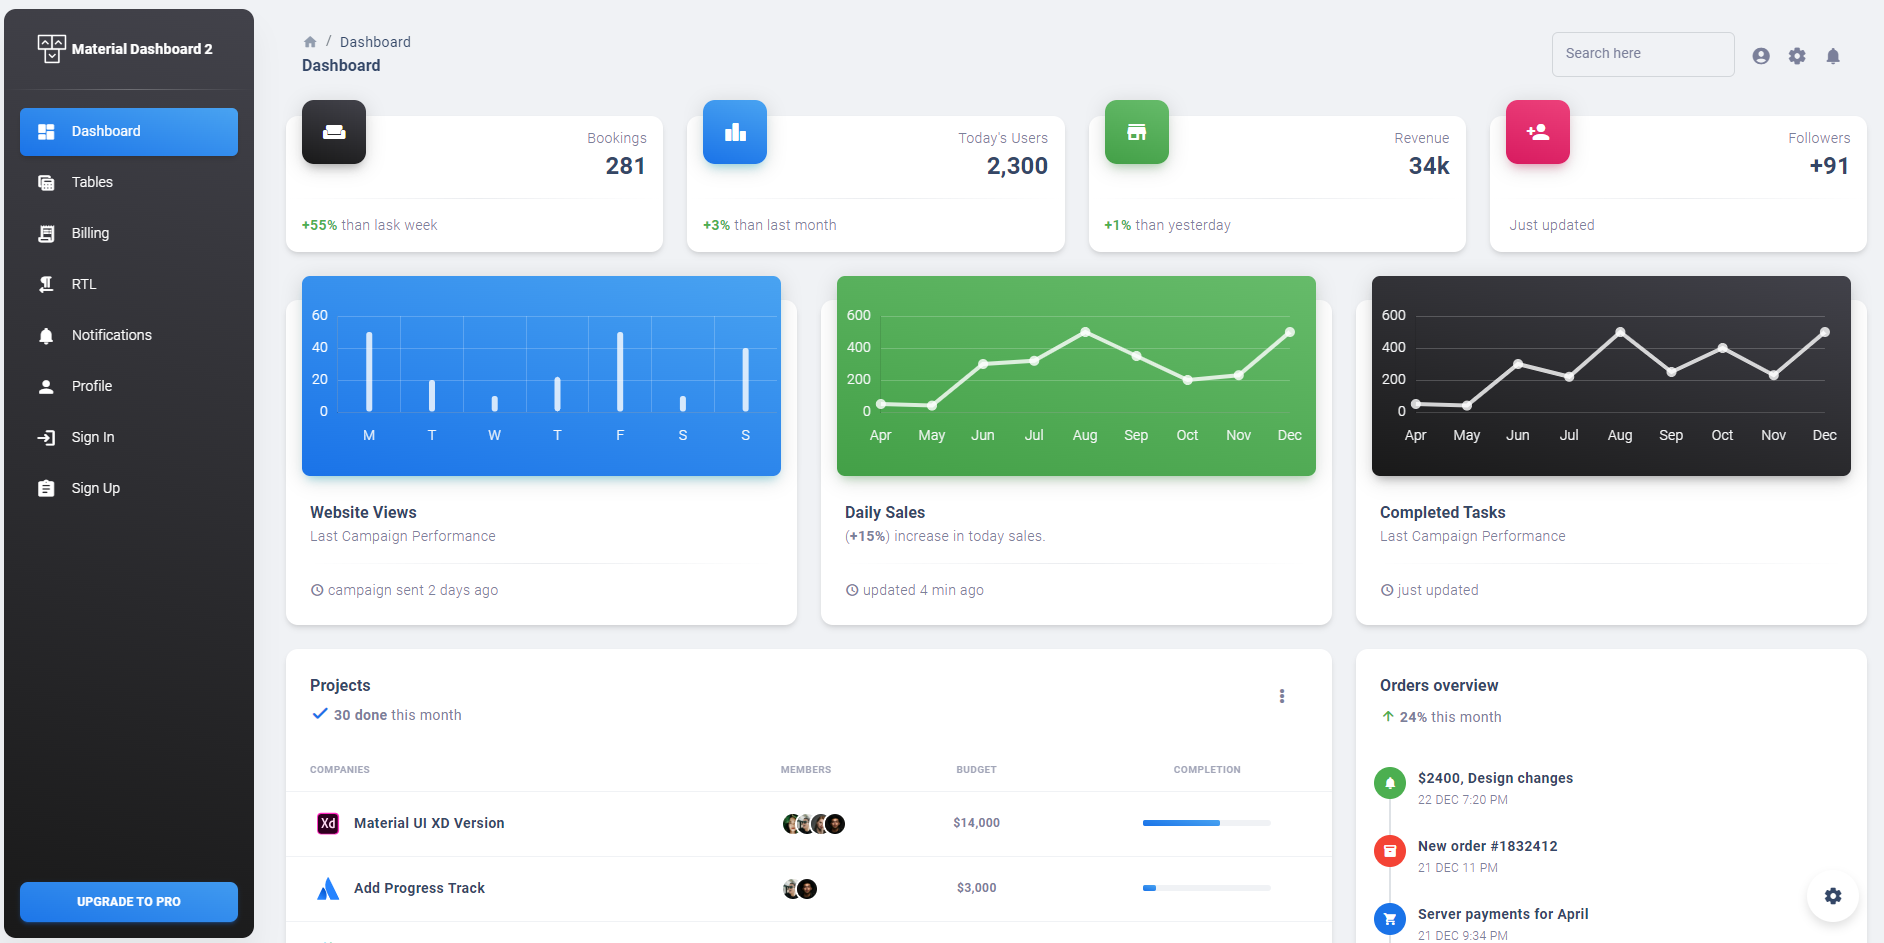 Material Dashboard 2
Dashboard
Tables
Billing
RTL
Notifications
Profile
Sign In
Sign Up
UPGRADE TO PRO
/ Dashboard
Dashboard
Search here
Bookings
281
+55% than lask week
Today's Users
2,300
+3% than last month
Revenue
34k
+1% than yesterday
Followers
+91
Just updated
60
40
20
0
M T W T F S S
Website Views
Last Campaign Performance
campaign sent 2 days ago
600
400
200
0
Apr May Jun Jul Aug Sep Oct Nov Dec
Daily Sales
(+15%) increase in today sales.
updated 4 min ago
600
400
200
0
Apr May Jun Jul Aug Sep Oct Nov Dec
Completed Tasks
Last Campaign Performance
just updated
Projects
30 done this month
COMPANIES MEMBERS BUDGET COMPLETION
Xd Material UI XD Version $14,000
Add Progress Track $3,000
Orders overview
24% this month
$2400, Design changes
22 DEC 7:20 PM
New order #1832412
21 DEC 11 PM
Server payments for April
21 DEC 9:34 PM